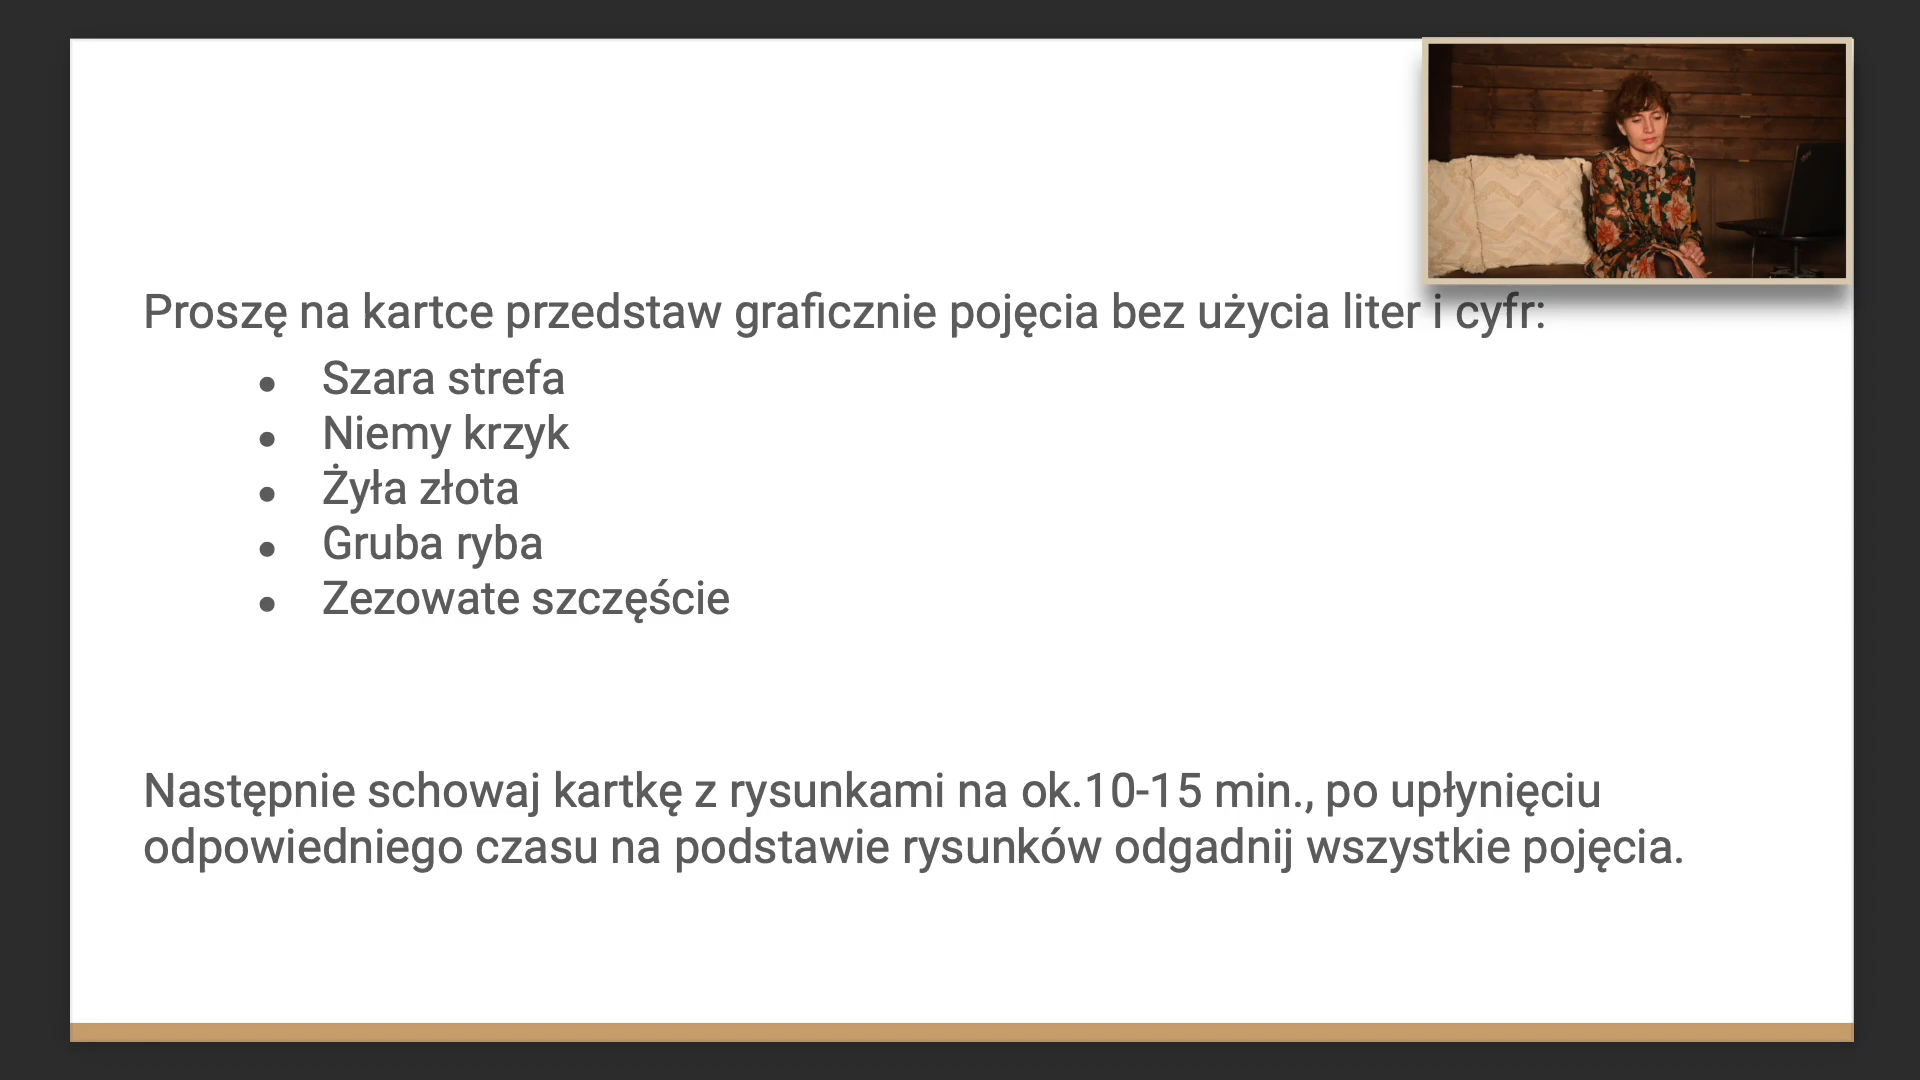 Proszę na kartce przedstaw graficznie pojęcia bez użycia liter i cyfr:
● Szara strefa
● Niemy krzyk
● Żyła złota
● Gruba ryba
● Zezowate szczęście
Następnie schowaj kartkę z rysunkami na ok.10-15 min., po upłynięciu
odpowiedniego czasu na podstawie rysunków odgadnij wszystkie pojęcia.